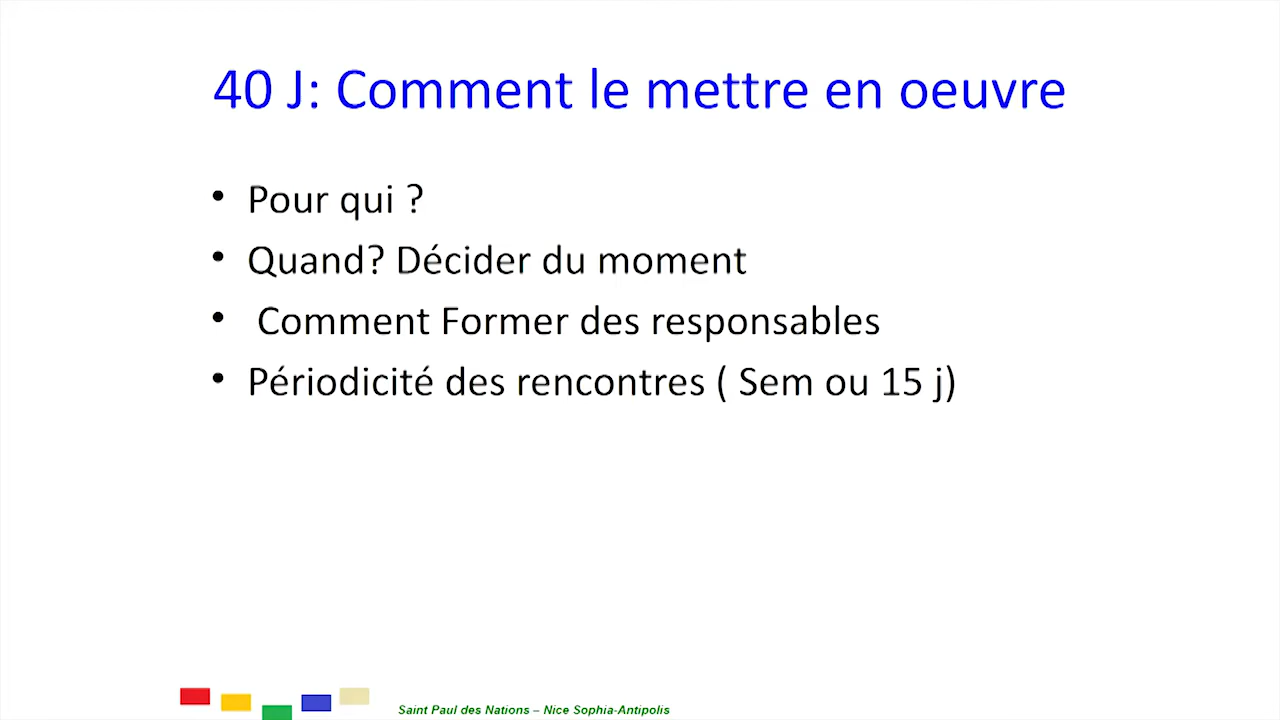 40 J: Comment le mettre en oeuvre
• Pour qui ?
• Quand? Décider du moment
• Comment Former des responsables
• Périodicité des rencontres ( Sem ou 15 j)
Saint Paul des Nations – Nice Sophia-Antipolis